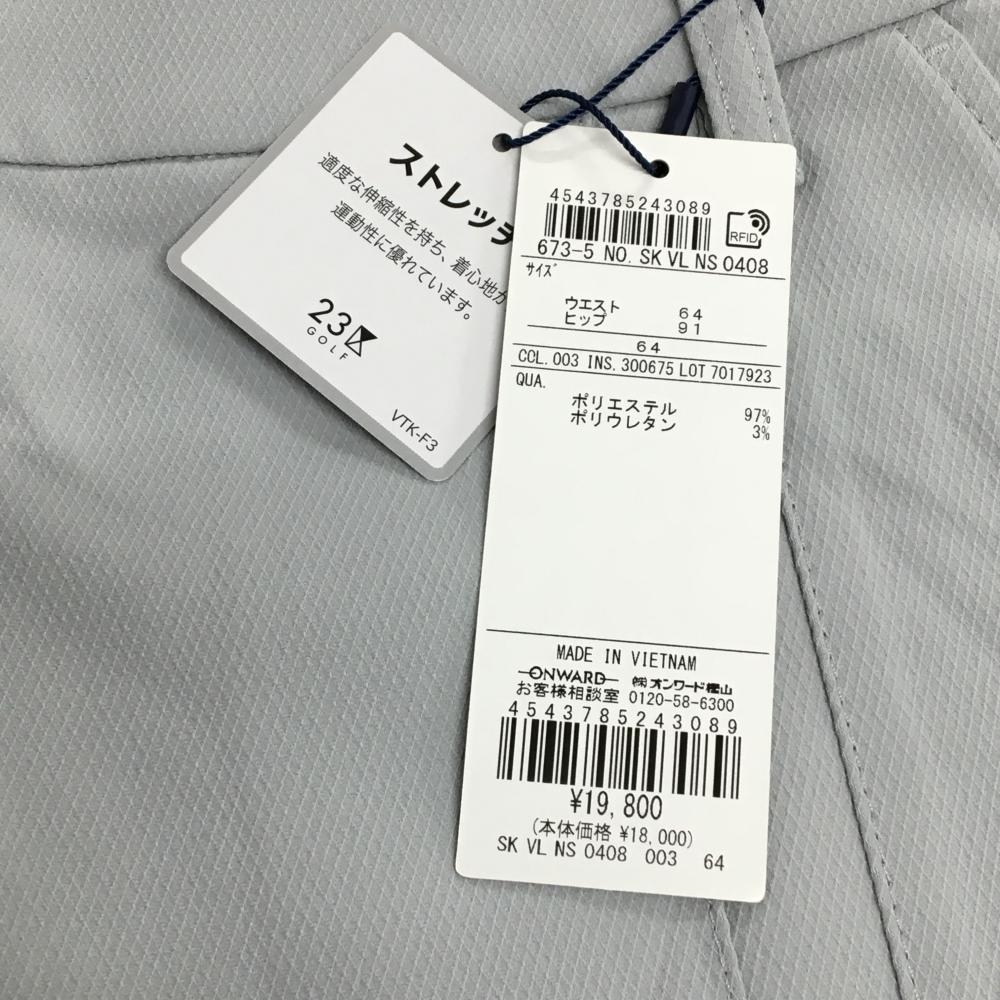 ストレッチ
適度な伸縮性を持ち、着心地が
運動性に優れています。
23
GOLF
VTK-F3
4543785243089
RFID
673-5 NO. SK VL NS 0408
サイズ
ウエスト 64
ヒップ 91
64
COL. 003 INS. 300675 LOT 7017923
QUA.
ポリエステル 97%
ポリウレタン 3%
MADE IN VIETNAM
ONWARD ㈱オンワード樫山
お客様相談室 0120-58-6300
4543785243089
¥19,800
(本体価格 ¥18,000)
SK VL NS 0408 003 64